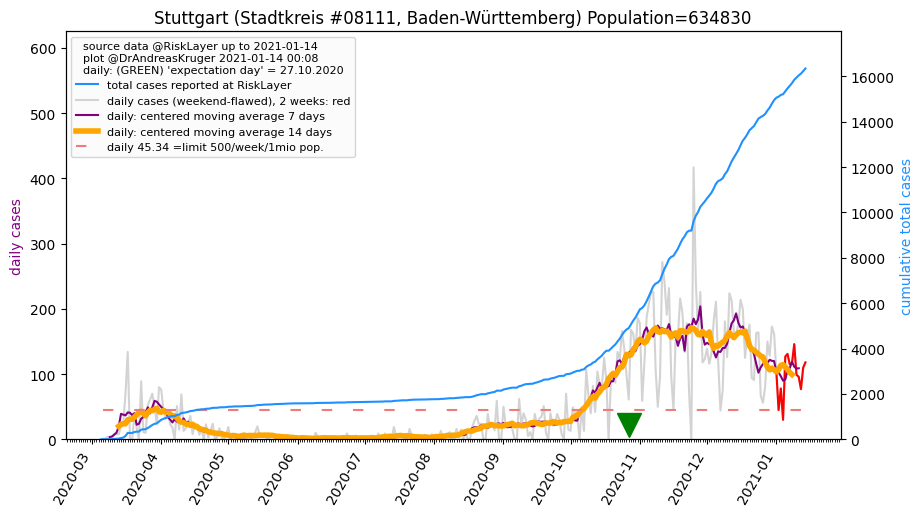 Stuttgart (Stadtkreis #08111, Baden-Württemberg) Population=634830
source data @RiskLayer up to 2021-01-14
plot @DrAndreasKruger 2021-01-14 00:08
daily: (GREEN) 'expectation day' = 27.10.2020
total cases reported at RiskLayer
daily cases (weekend-flawed), 2 weeks: red
daily: centered moving average 7 days
daily: centered moving average 14 days
daily 45.34 =limit 500/week/1mio pop.
daily cases
600
500
400
300
200
100
0
cumulative total cases
16000
14000
12000
10000
8000
6000
4000
2000
0
2020-03
2020-04
2020-05
2020-06
2020-07
2020-08
2020-09
2020-10
2020-11
2020-12
2021-01